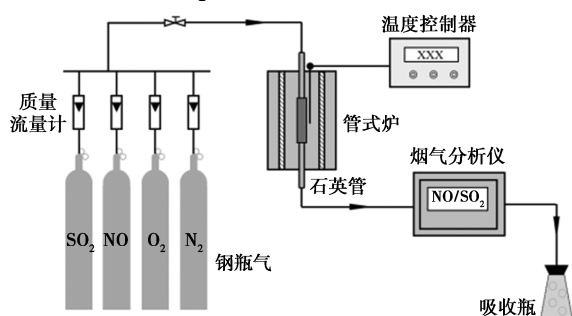 温度控制器
XXX
质量
流量计
管式炉
烟气分析仪
石英管
NO/SO₂
SO₂ NO O₂ N₂
钢瓶气
吸收瓶